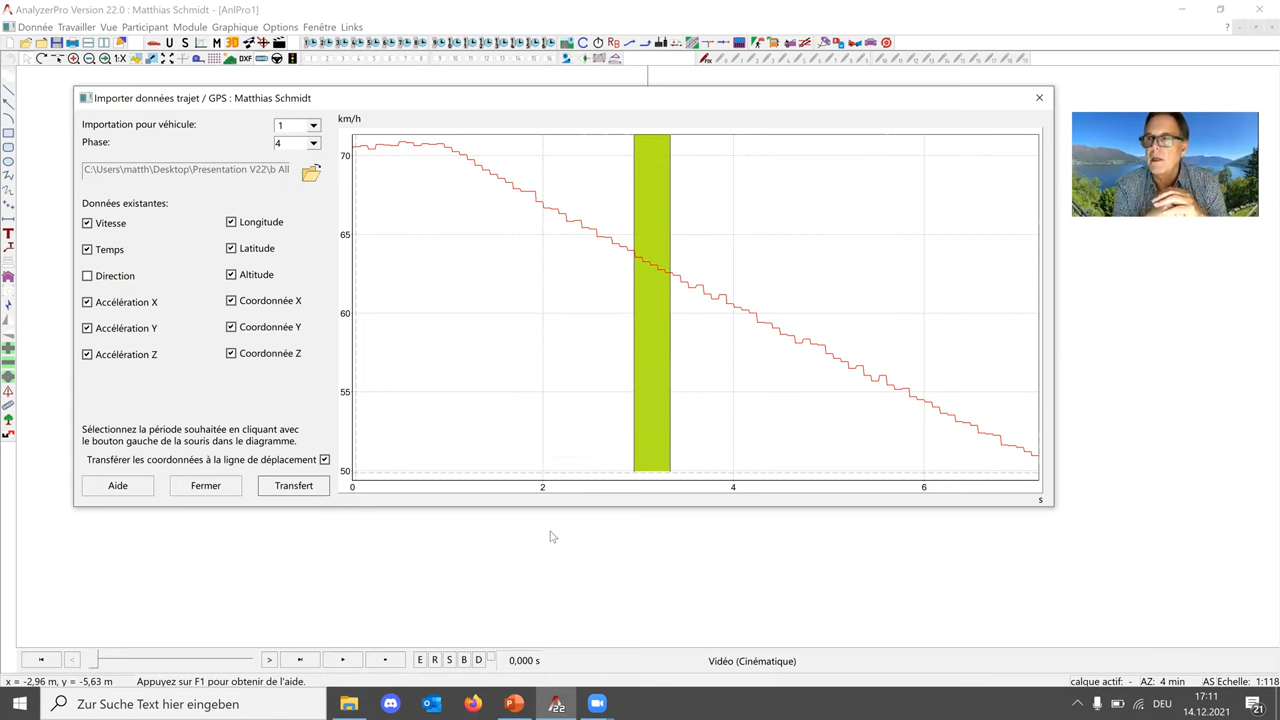 AnalyzerPro Version 22.0 : Matthias Schmidt - [AnlPro1]
Donnée Travailler Vue Participant Module Graphique Options Fenêtre Links
Importer données trajet / GPS : Matthias Schmidt
Importation pour véhicule: 1
Phase: 4
C:\Users\matth\Desktop\Presentation V22\b All
Données existantes:
Vitesse Longitude
Temps Latitude
Direction Altitude
Accélération X Coordonnée X
Accélération Y Coordonnée Y
Accélération Z Coordonnée Z
Sélectionnez la période souhaitée en cliquant avec
le bouton gauche de la souris dans le diagramme.
Transférer les coordonnées à la ligne de déplacement
Aide Fermer Transfert
km/h
70
65
60
55
50
0 2 4 6
s
E R S B D 0,000 s Vidéo (Cinématique)
x = -2,96 m, y = -5,63 m Appuyez sur F1 pour obtenir de l'aide. calque actif: - AZ: 4 min AS Echelle: 1:118
Zur Suche Text hier eingeben
DEU
17:11
14.12.2021
21